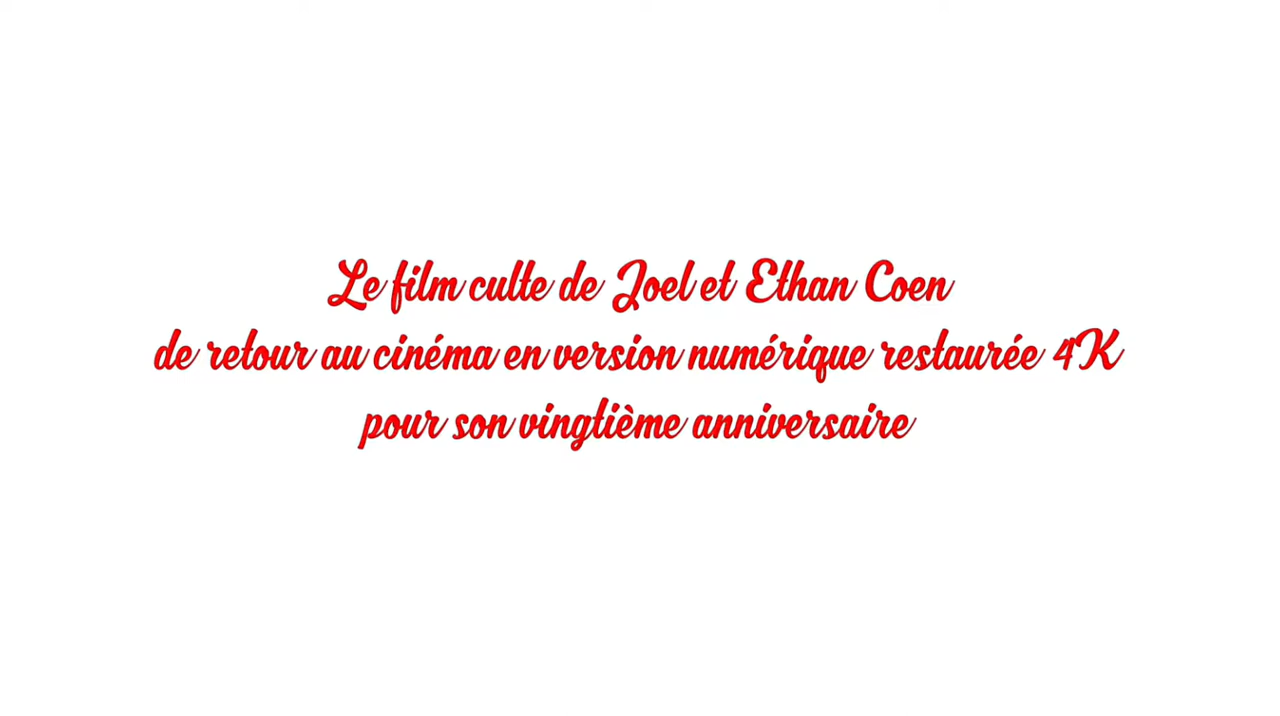 Le film culte de Joel et Ethan Coen
de retour au cinéma en version numérique restaurée 4K
pour son vingtième anniversaire